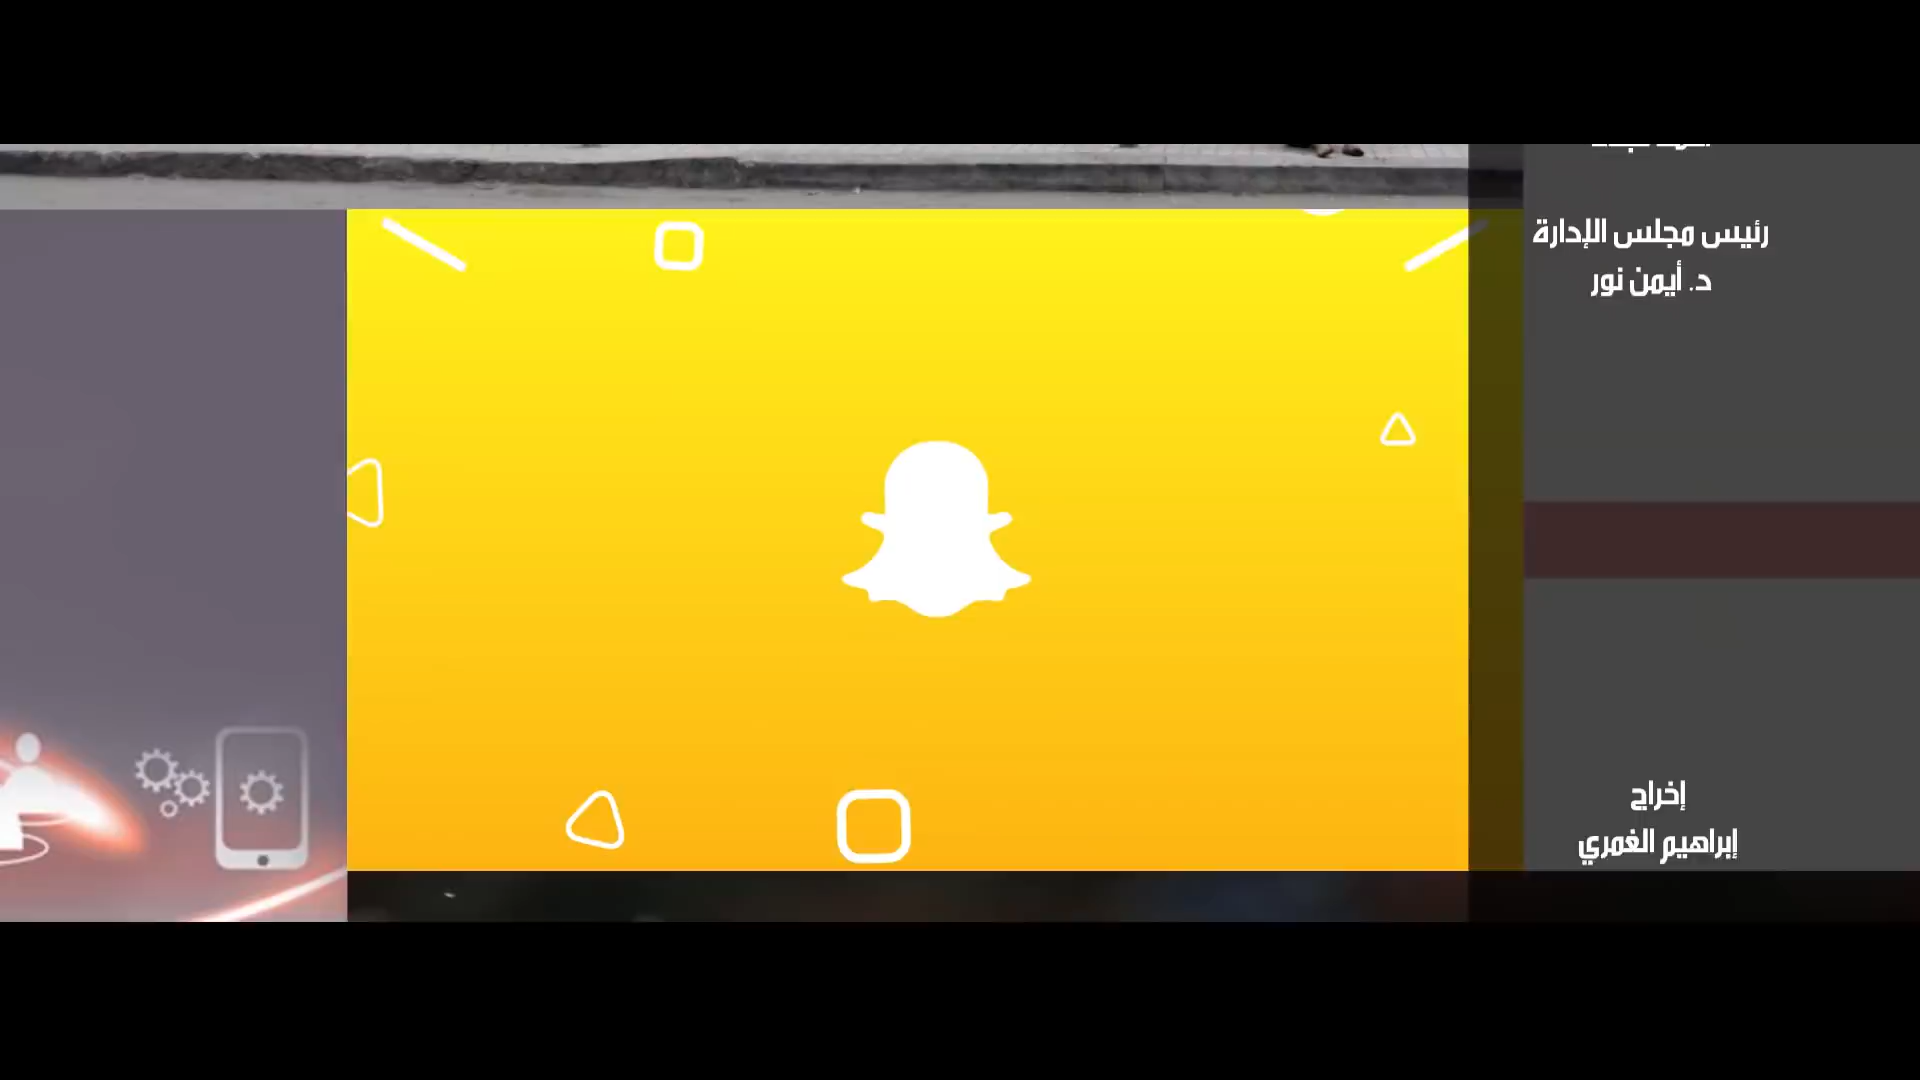 رئيس مجلس الإدارة
د. أيمن نور
إخراج
إبراهيم الغمري